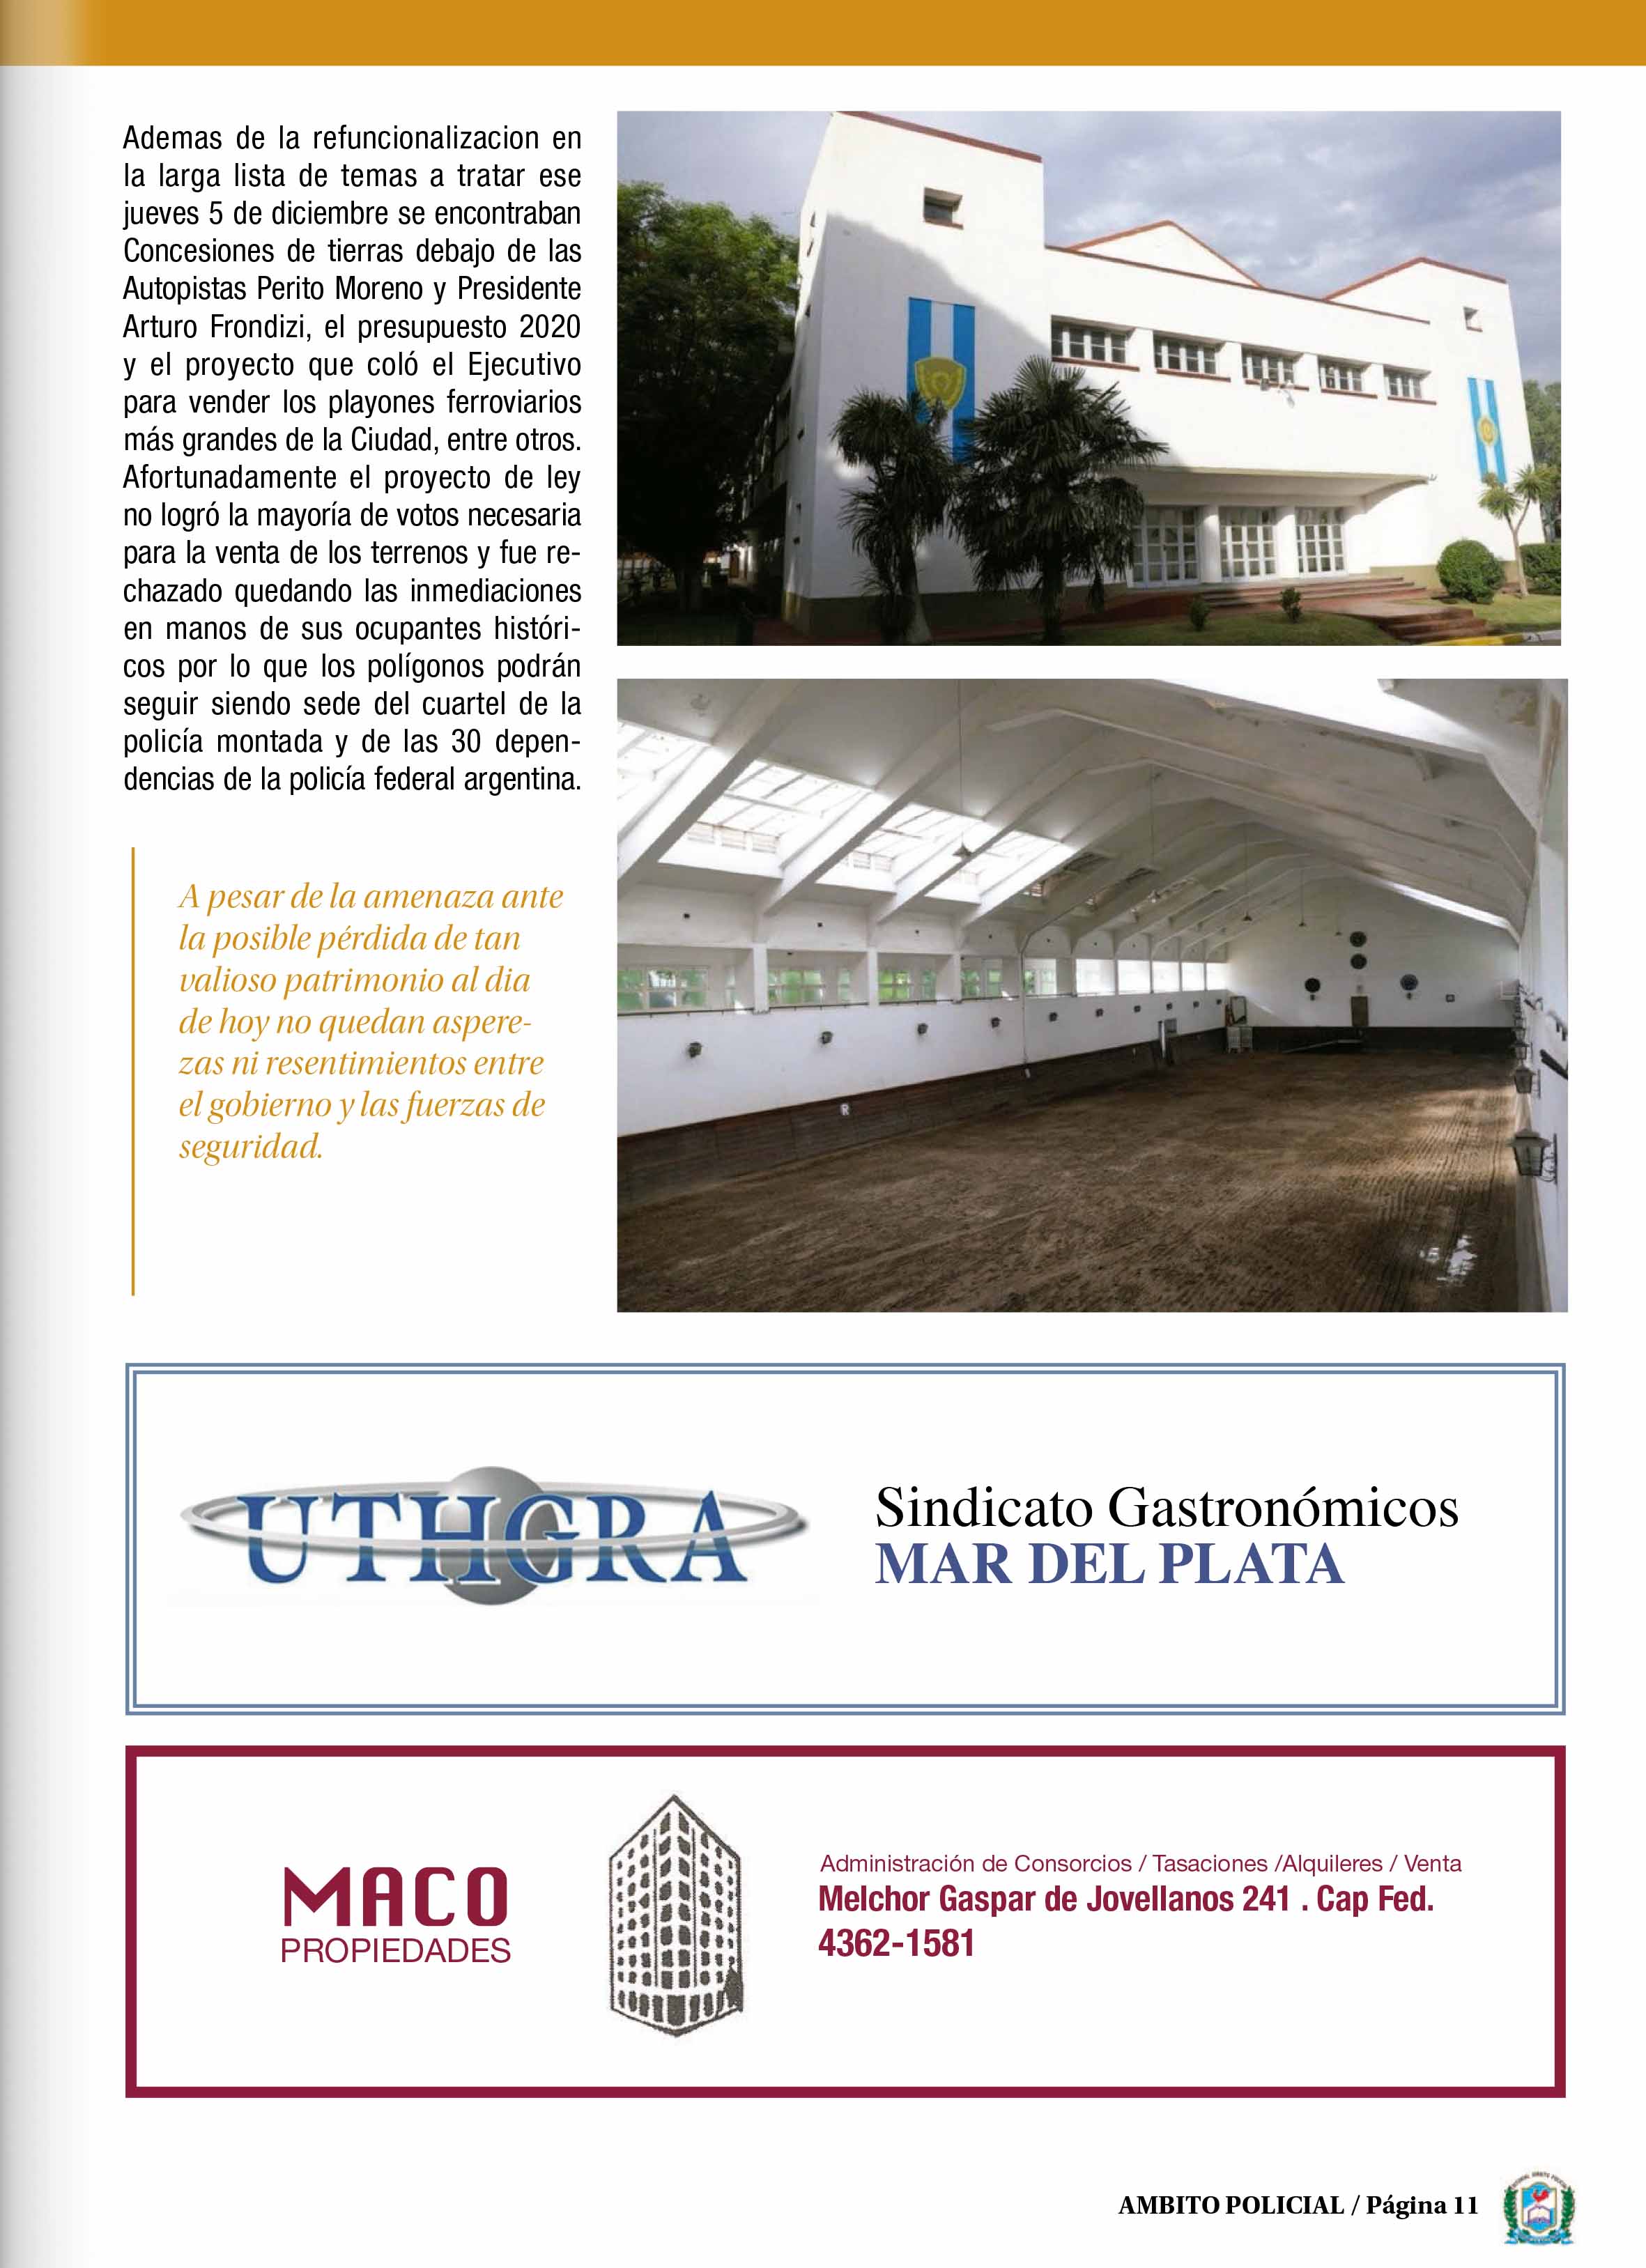 Ademas de la refuncionalizacion en
la larga lista de temas a tratar ese
jueves 5 de diciembre se encontraban
Concesiones de tierras debajo de las
Autopistas Perito Moreno y Presidente
Arturo Frondizi, el presupuesto 2020
y el proyecto que coló el Ejecutivo
para vender los playones ferroviarios
más grandes de la Ciudad, entre otros.
Afortunadamente el proyecto de ley
no logró la mayoría de votos necesaria
para la venta de los terrenos y fue re-
chazado quedando las inmediaciones
en manos de sus ocupantes históri-
cos por lo que los polígonos podrán
seguir siendo sede del cuartel de la
policía montada y de las 30 depen-
dencias de la policía federal argentina.
A pesar de la amenaza ante
la posible pérdida de tan
valioso patrimonio al dia
de hoy no quedan aspere-
zas ni resentimientos entre
el gobierno y las fuerzas de
seguridad.
R
UTHGRA
Sindicato Gastronómicos
MAR DEL PLATA
MACO
PROPIEDADES
Administración de Consorcios / Tasaciones /Alquileres / Venta
Melchor Gaspar de Jovellanos 241 . Cap Fed.
4362-1581
AMBITO POLICIAL / Página 11